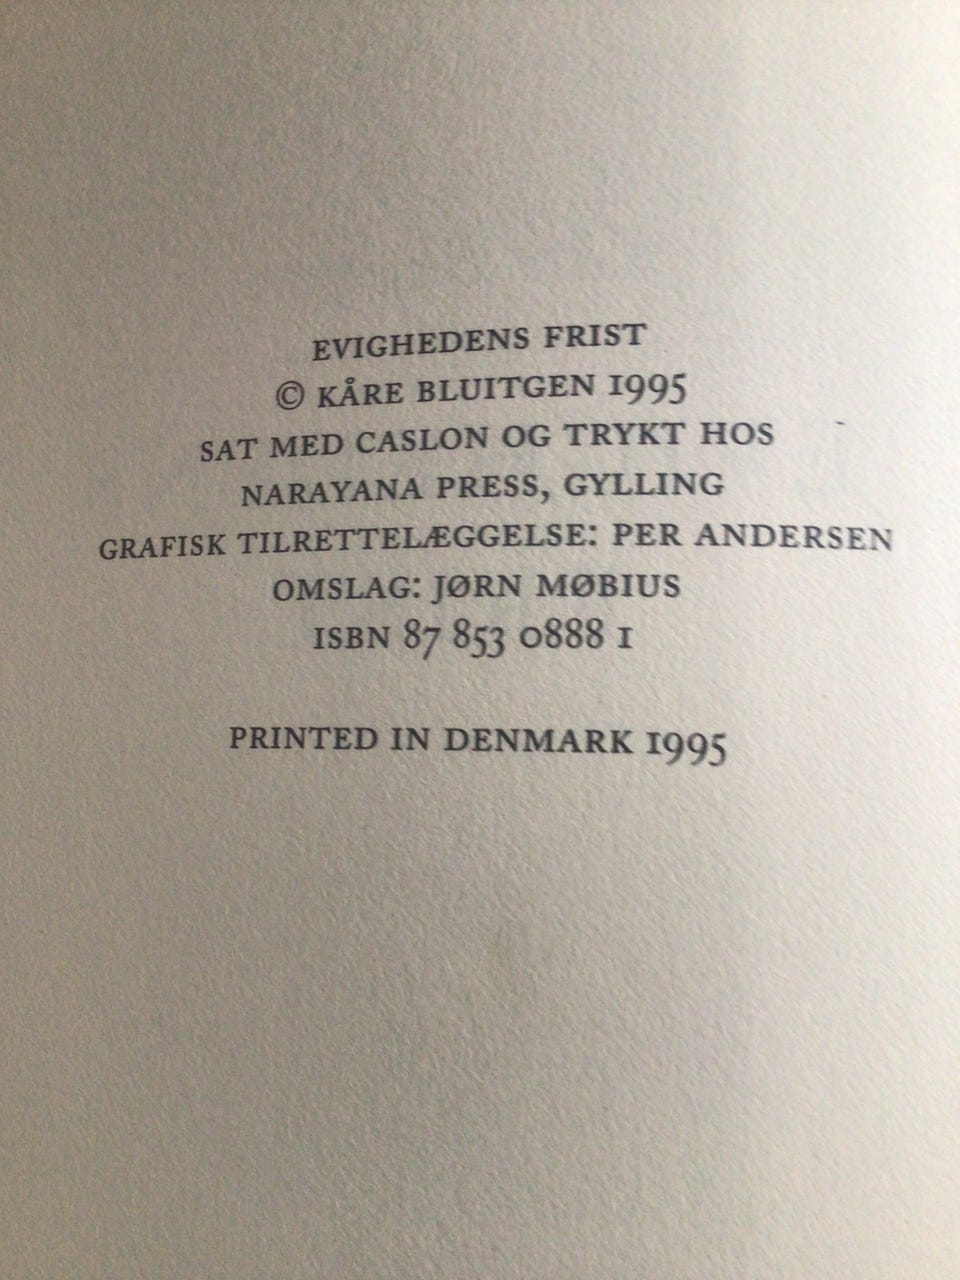 EVIGHEDENS FRIST
© KÅRE BLUITGEN 1995
SAT MED CASLON OG TRYKT HOS
NARAYANA PRESS, GYLLING
GRAFISK TILRETTELÆGGELSE: PER ANDERSEN
OMSLAG: JØRN MØBIUS
ISBN 87 853 0888 1
PRINTED IN DENMARK 1995